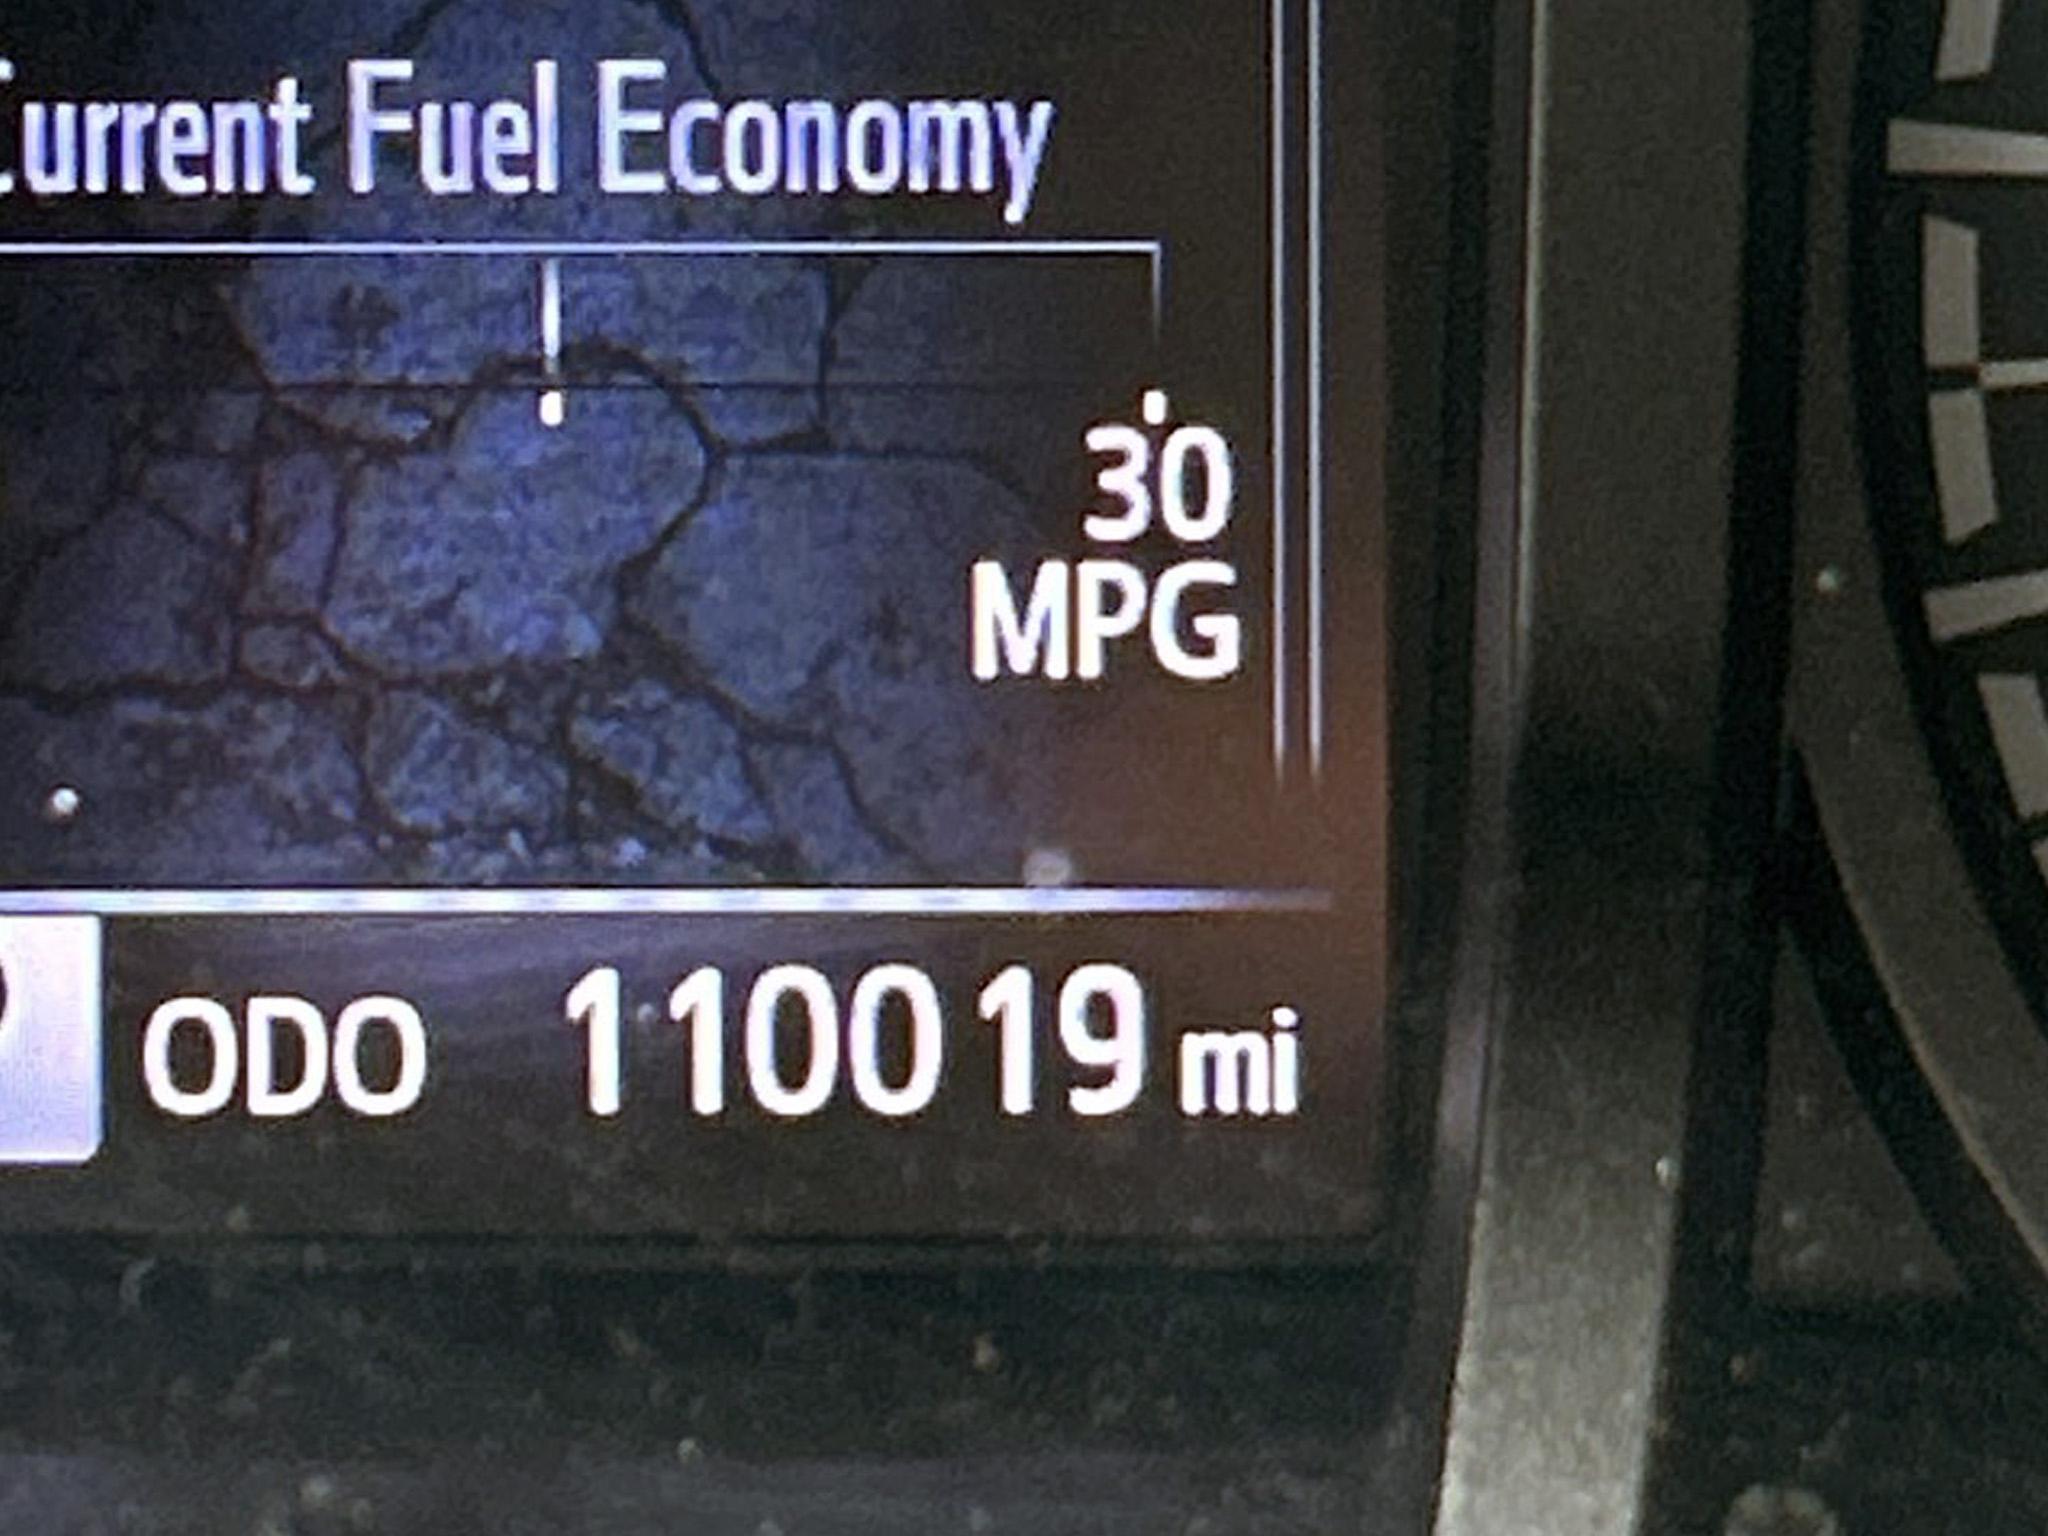 Current Fuel Economy
30
MPG
ODO 110019 mi